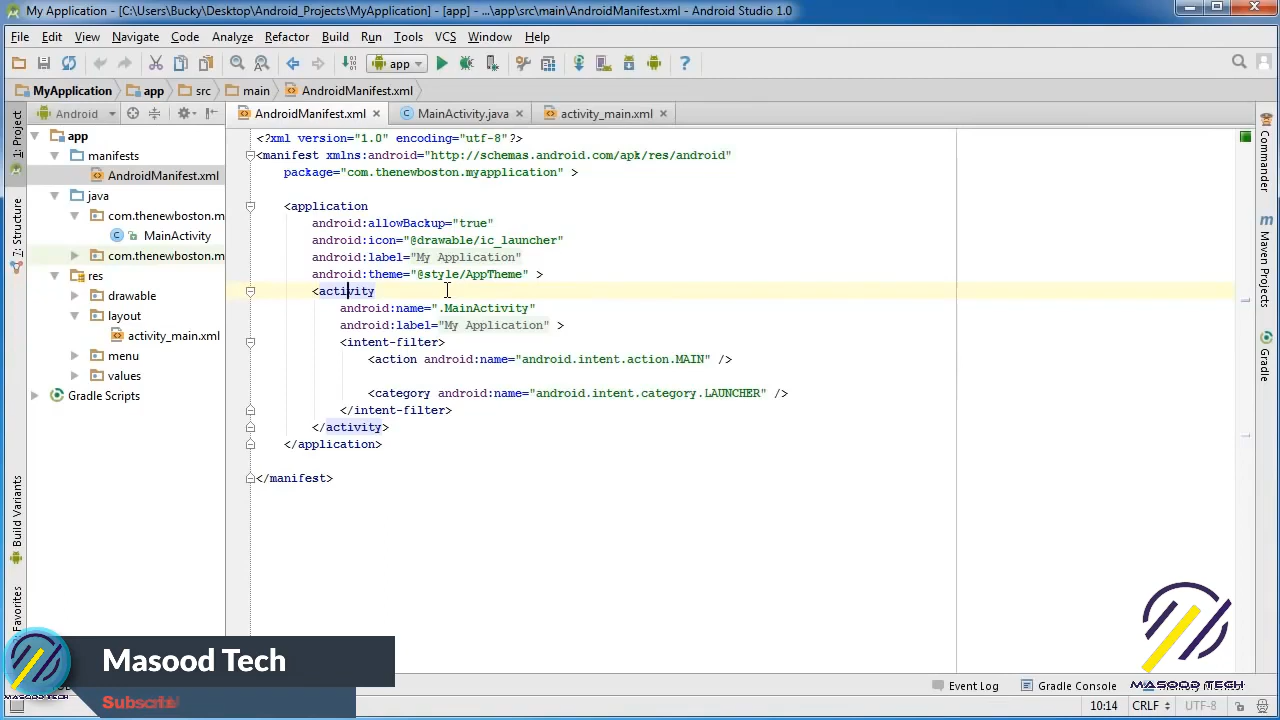 My Application - [C:\Users\Bucky\Desktop\Android_Projects\MyApplication] - [app] - ...\app\src\main\AndroidManifest.xml - Android Studio 1.0
File Edit View Navigate Code Analyze Refactor Build Run Tools VCS Window Help
app
MyApplication app src main AndroidManifest.xml
Android
AndroidManifest.xml MainActivity.java activity_main.xml
1: Project
7: Structure
Build Variants
Favorites
app
manifests
AndroidManifest.xml
java
com.thenewboston.m
MainActivity
com.thenewboston.m
res
drawable
layout
activity_main.xml
menu
values
Gradle Scripts
<?xml version="1.0" encoding="utf-8"?>
<manifest xmlns:android="http://schemas.android.com/apk/res/android"
package="com.thenewboston.myapplication" >
<application
android:allowBackup="true"
android:icon="@drawable/ic_launcher"
android:label="My Application"
android:theme="@style/AppTheme" >
<activity
android:name=".MainActivity"
android:label="My Application" >
<intent-filter>
<action android:name="android.intent.action.MAIN" />
<category android:name="android.intent.category.LAUNCHER" />
</intent-filter>
</activity>
</application>
</manifest>
Commander
Maven Projects
Gradle
Masood Tech
MASOOD TECH
MASOOD TECH
Event Log Gradle Console
10:14 CRLF UTF-8